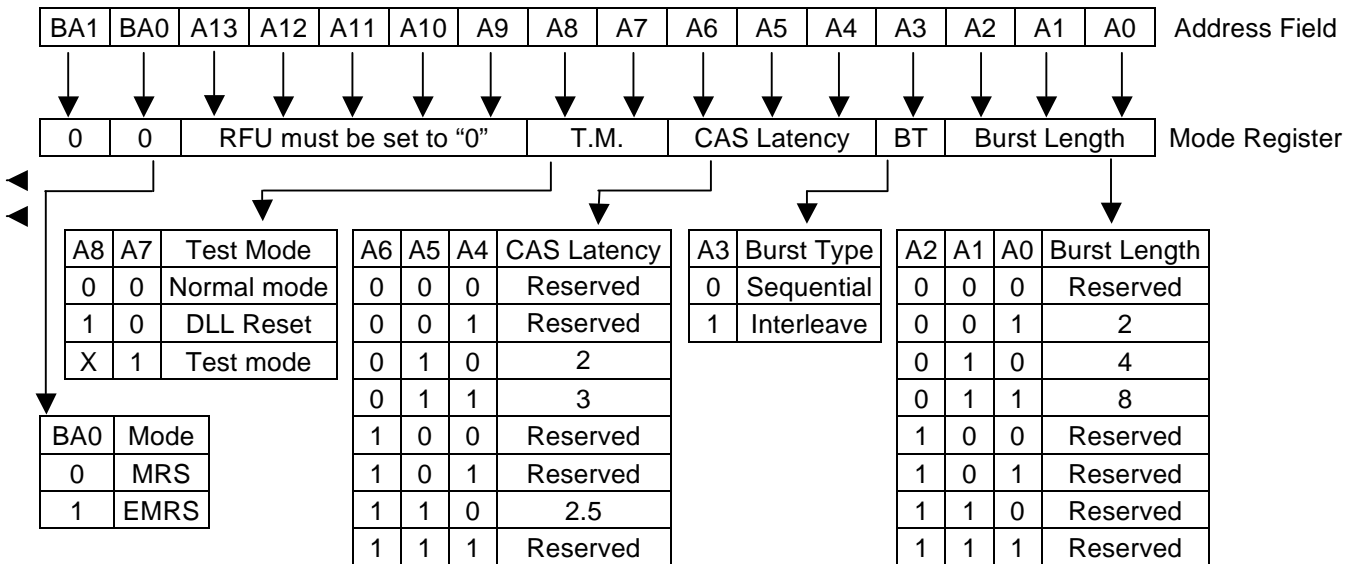 BA1 BA0 A13 A12 A11 A10 A9 A8 A7 A6 A5 A4 A3 A2 A1 A0 Address Field
0 0 RFU must be set to “0” T.M. CAS Latency BT Burst Length Mode Register
A8 A7 Test Mode
0 0 Normal mode
1 0 DLL Reset
X 1 Test mode
A6 A5 A4 CAS Latency
0 0 0 Reserved
0 0 1 Reserved
0 1 0 2
0 1 1 3
1 0 0 Reserved
1 0 1 Reserved
1 1 0 2.5
1 1 1 Reserved
A3 Burst Type
0 Sequential
1 Interleave
A2 A1 A0 Burst Length
0 0 0 Reserved
0 0 1 2
0 1 0 4
0 1 1 8
1 0 0 Reserved
1 0 1 Reserved
1 1 0 Reserved
1 1 1 Reserved
BA0 Mode
0 MRS
1 EMRS